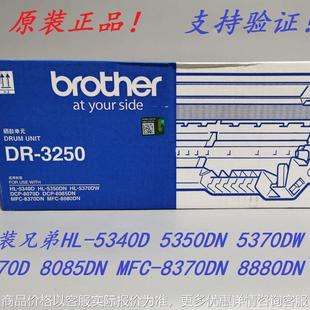 原装正品！ 支持验证！
brother
at your side
硒鼓单元
DRUM UNIT
DR-3250
FOR USE WITH
HL-5340D HL-5350DN HL-5370DW
DCP-8070D DCP-8085DN
MFC-8370DN MFC-8880DN
装兄弟HL-5340D 5350DN 5370DW
70D 8085DN MFC-8370DN 8880DN
商品价格以客服实际报价为准，更多优惠详情咨询客服